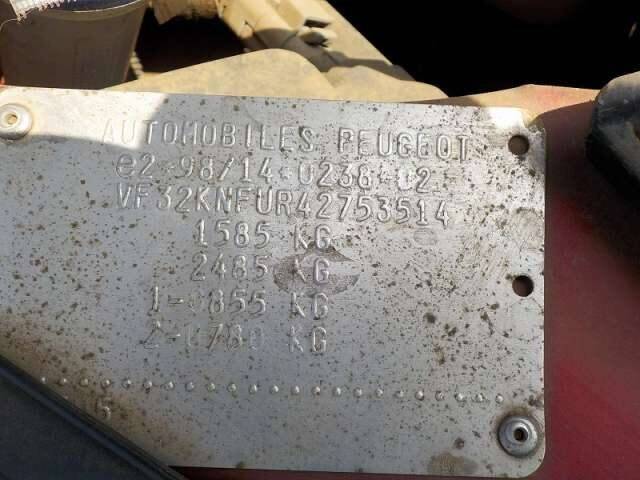 AUTOMOBILES PEUGEOT
e2*98/14*0238*02
VF32KNFUR42753514
1585 KG
2485 KG
1-0855 KG
2-0780 KG